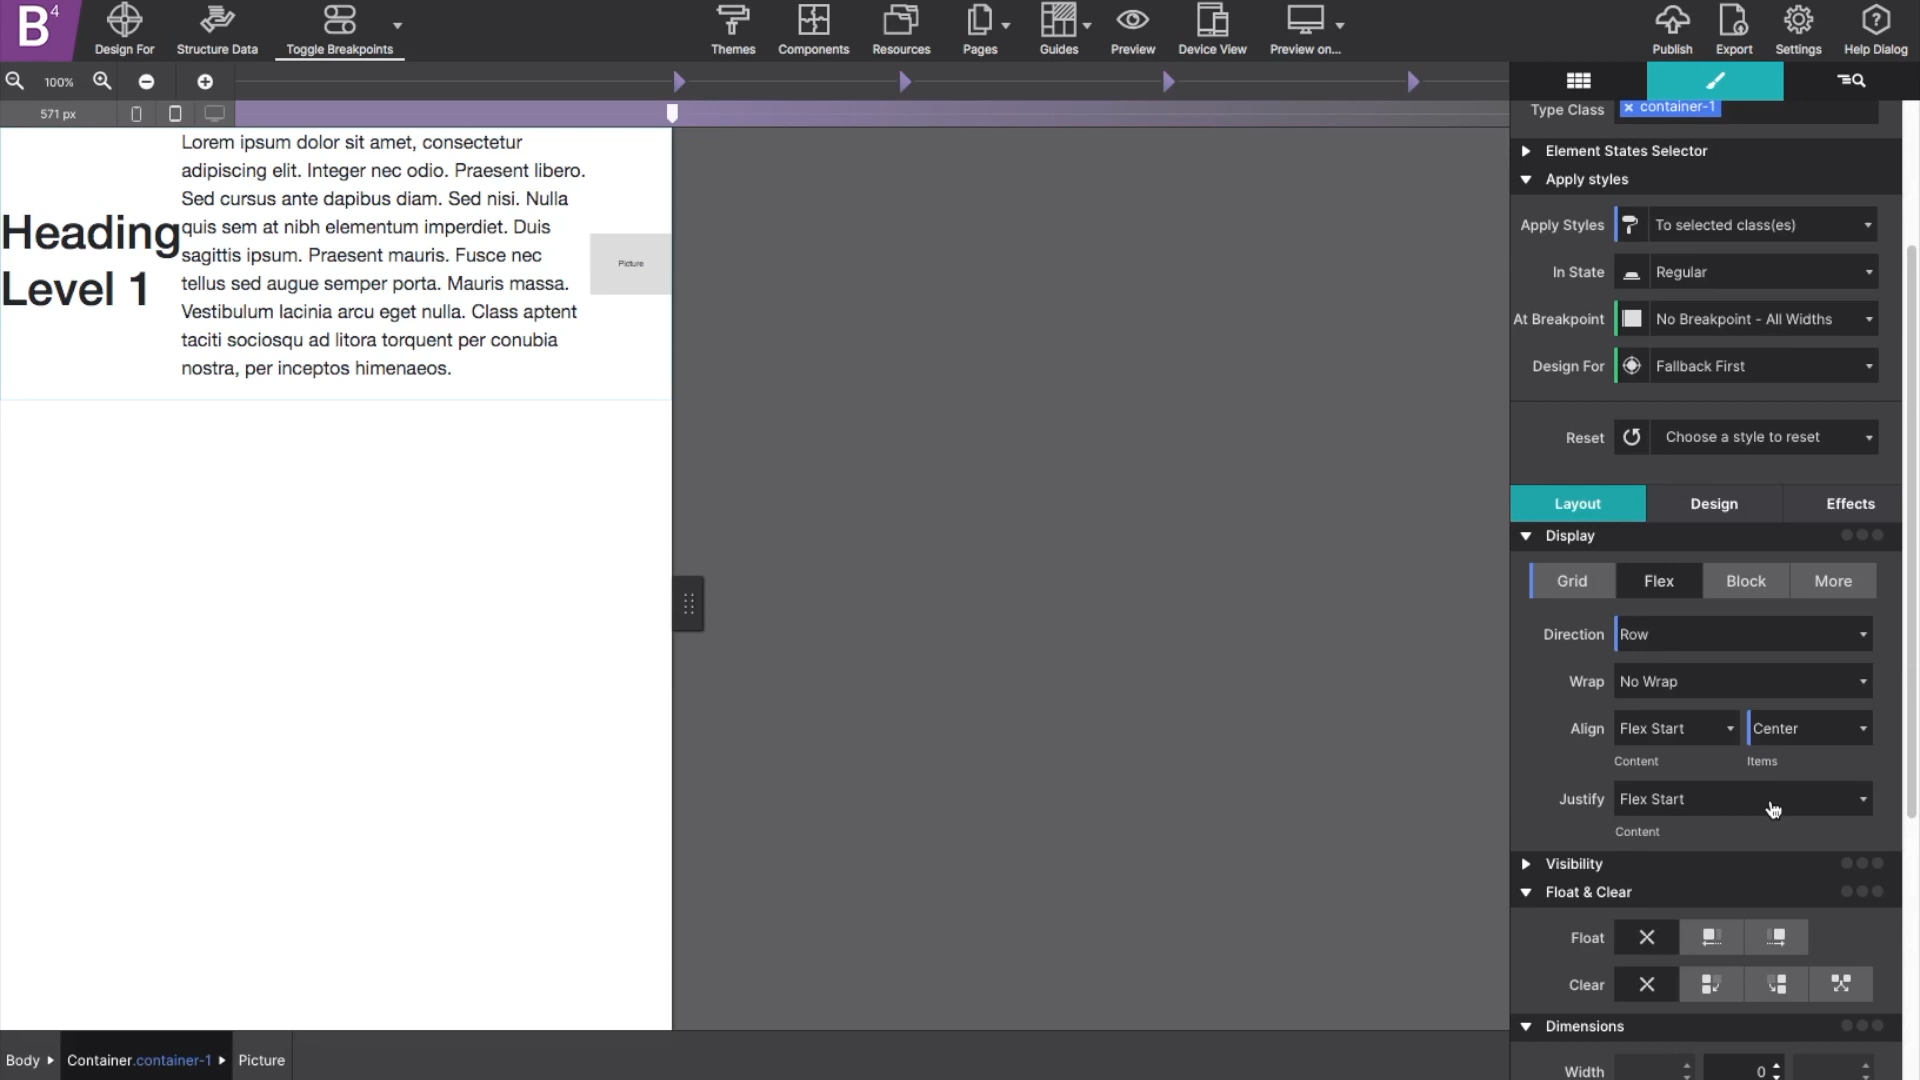 B4
Design For
Structure Data
Toggle Breakpoints
Themes
Components
Resources
Pages
Guides
Preview
Device View
Preview on...
Publish
Export
Settings
Help Dialog
100%
571 px
Type Class
× container-1
Element States Selector
Apply styles
Apply Styles
To selected class(es)
In State
Regular
At Breakpoint
No Breakpoint - All Widths
Design For
Fallback First
Reset
Choose a style to reset
Layout
Design
Effects
Display
Grid
Flex
Block
More
Direction
Row
Wrap
No Wrap
Align
Flex Start
Center
Content
Items
Justify
Flex Start
Content
Visibility
Float & Clear
Float
Clear
Dimensions
Width
0
Heading
Level 1
Lorem ipsum dolor sit amet, consectetur
adipiscing elit. Integer nec odio. Praesent libero.
Sed cursus ante dapibus diam. Sed nisi. Nulla
quis sem at nibh elementum imperdiet. Duis
sagittis ipsum. Praesent mauris. Fusce nec
tellus sed augue semper porta. Mauris massa.
Vestibulum lacinia arcu eget nulla. Class aptent
taciti sociosqu ad litora torquent per conubia
nostra, per inceptos himenaeos.
Picture
Body
Container.container-1
Picture